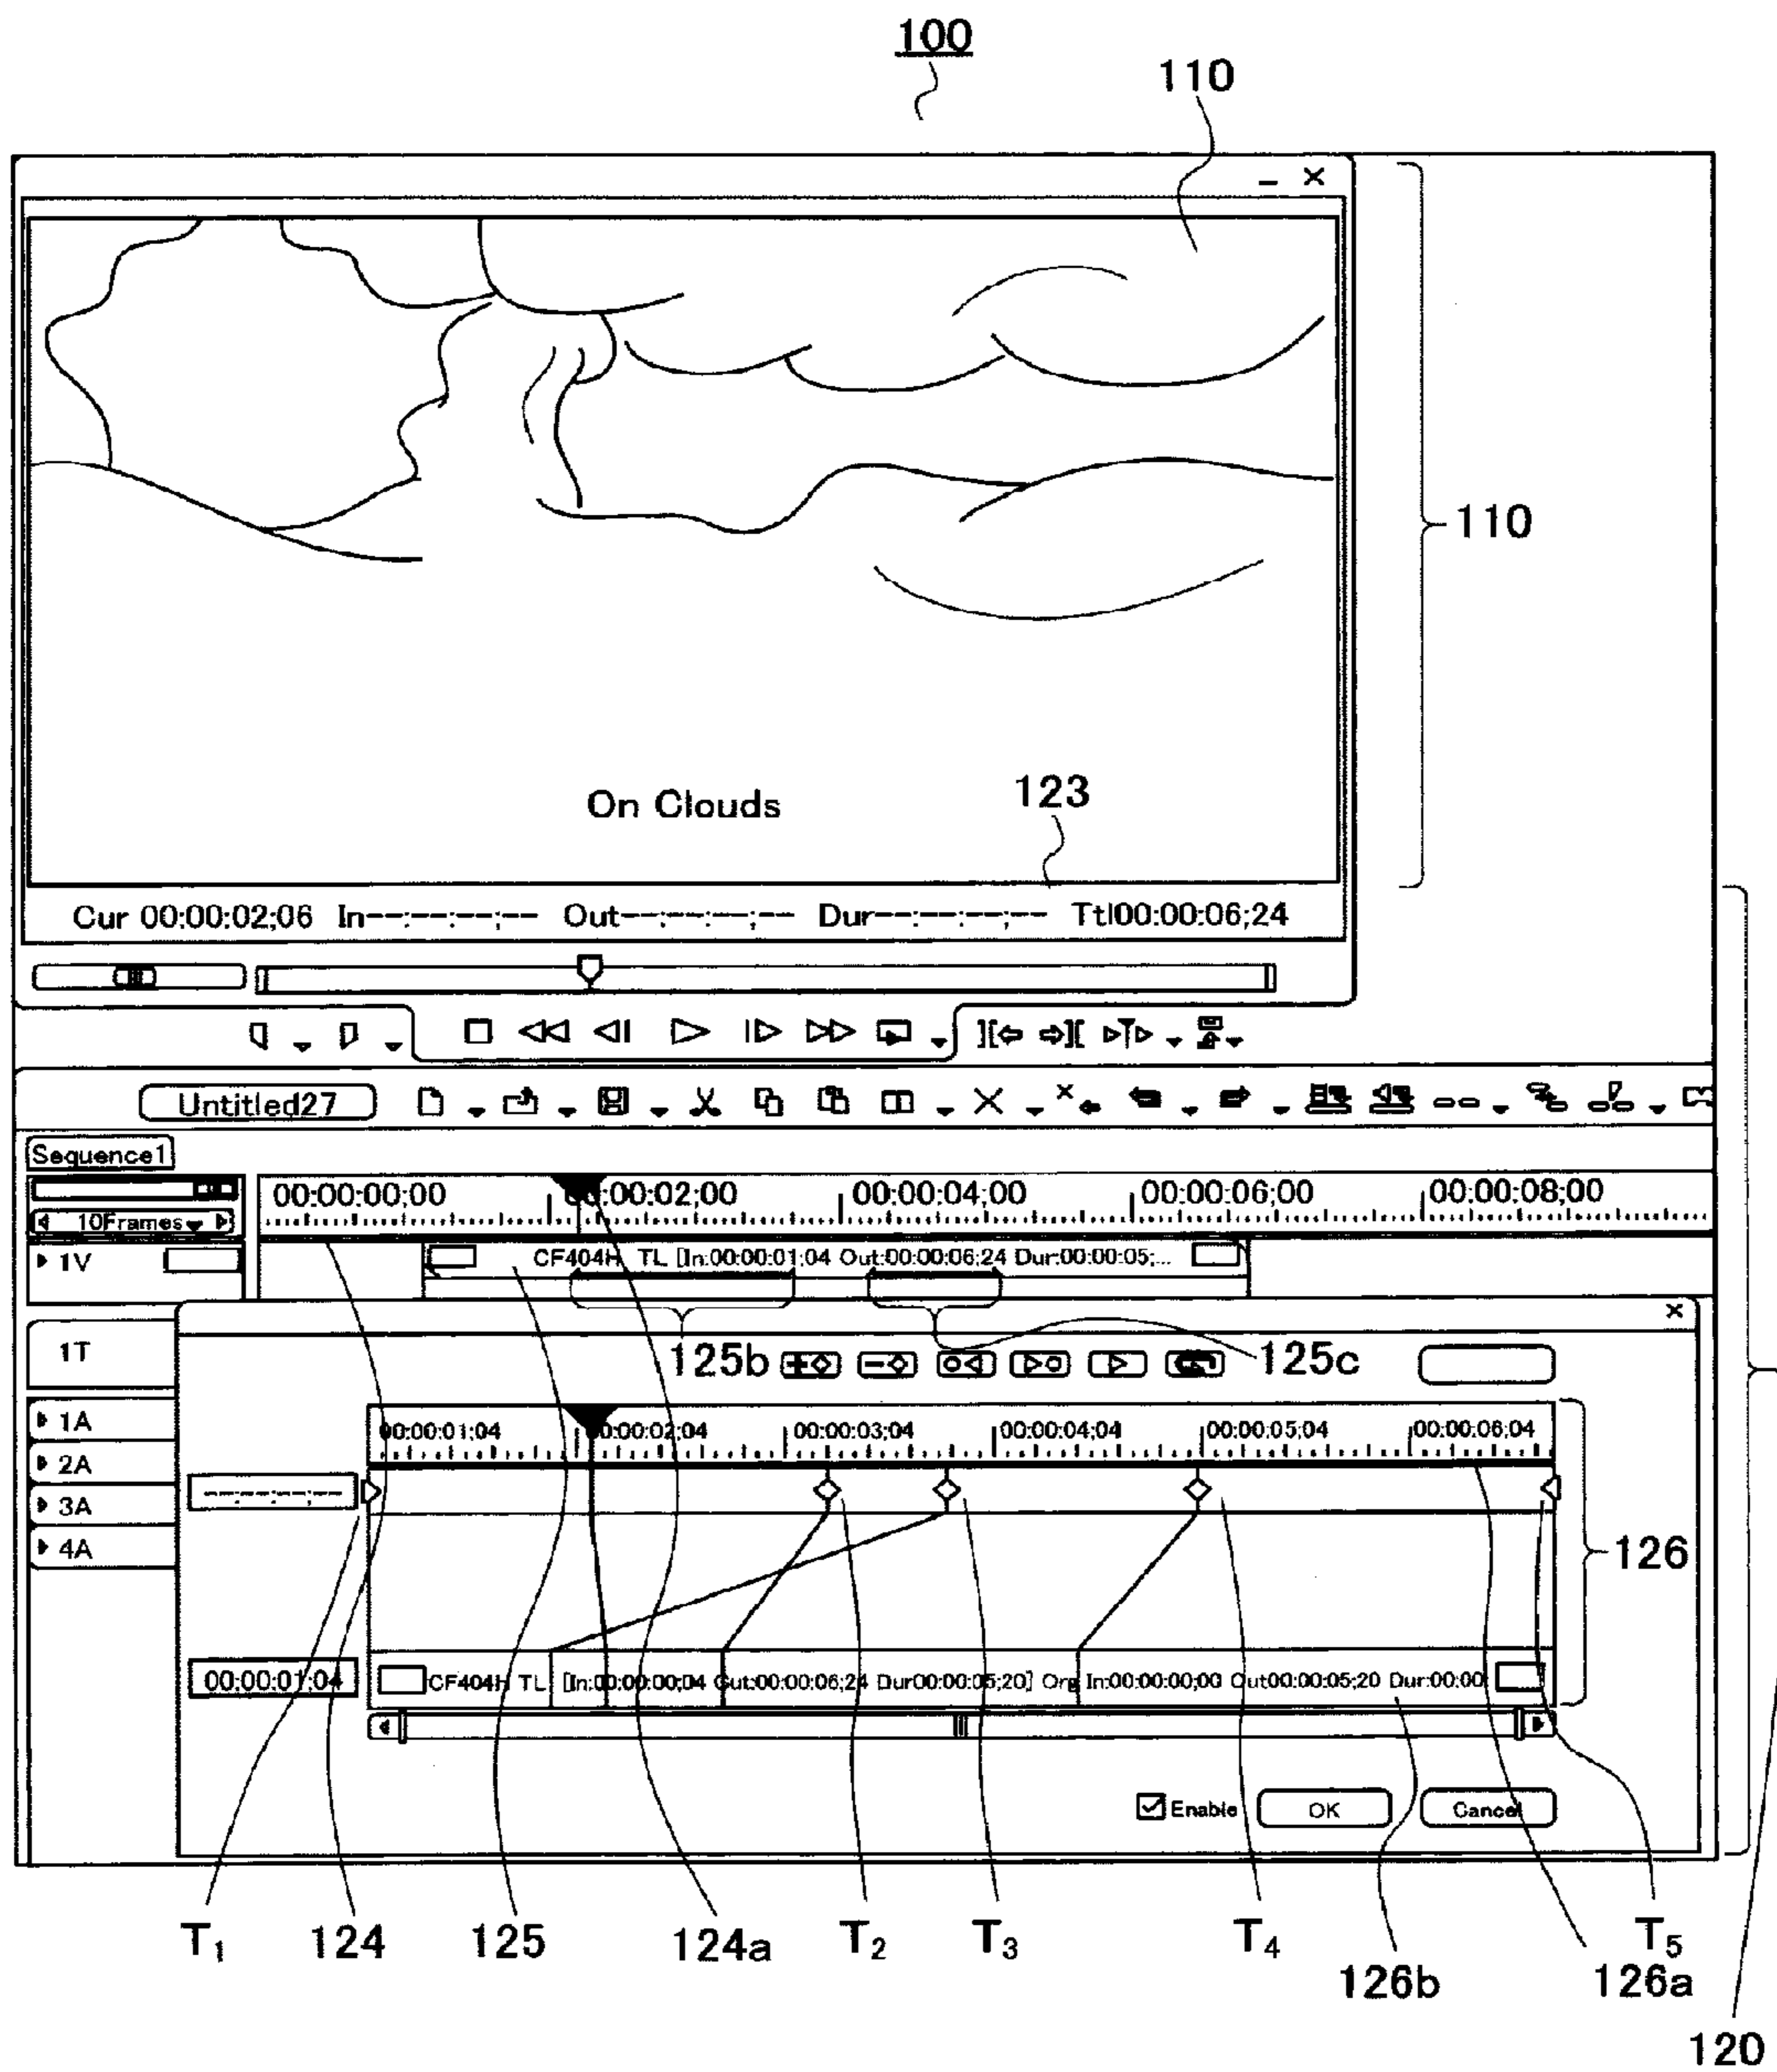 100
110
110
On Clouds
123
Cur 00:00:02;06 In--:--:--;-- Out--:--:--;-- Dur--:--:--;-- Ttl00:00:06;24
Untitled27
Sequence1
00:00:00;00 00:00:02;00 00:00:04;00 00:00:06;00 00:00:08;00
10Frames
1V
CF404H TL [In:00:00:01;04 Out:00:00:06;24 Dur:00:00:05;...
1T
125b
125c
1A
00:00:01;04 00:00:02;04 00:00:03;04 00:00:04;04 00:00:05;04 00:00:06;04
2A
--:--:--;--
3A
4A
126
00:00:01;04
CF404H TL [In:00:00:00;04 Out:00:00:06;24 Dur00:00:05;20] Org In:00:00:00;00 Out00:00:05;20 Dur:00:00
Enable
OK
Cancel
T1 124 125 124a T2 T3 T4 T5
126b 126a
120